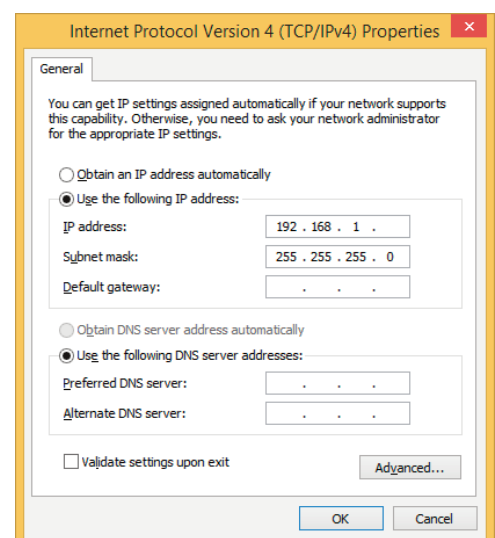 Internet Protocol Version 4 (TCP/IPv4) Properties
General
You can get IP settings assigned automatically if your network supports
this capability. Otherwise, you need to ask your network administrator
for the appropriate IP settings.
Obtain an IP address automatically
Use the following IP address:
IP address: 192 . 168 . 1 .
Subnet mask: 255 . 255 . 255 . 0
Default gateway: . . .
Obtain DNS server address automatically
Use the following DNS server addresses:
Preferred DNS server: . . .
Alternate DNS server: . . .
Validate settings upon exit
Advanced...
OK Cancel